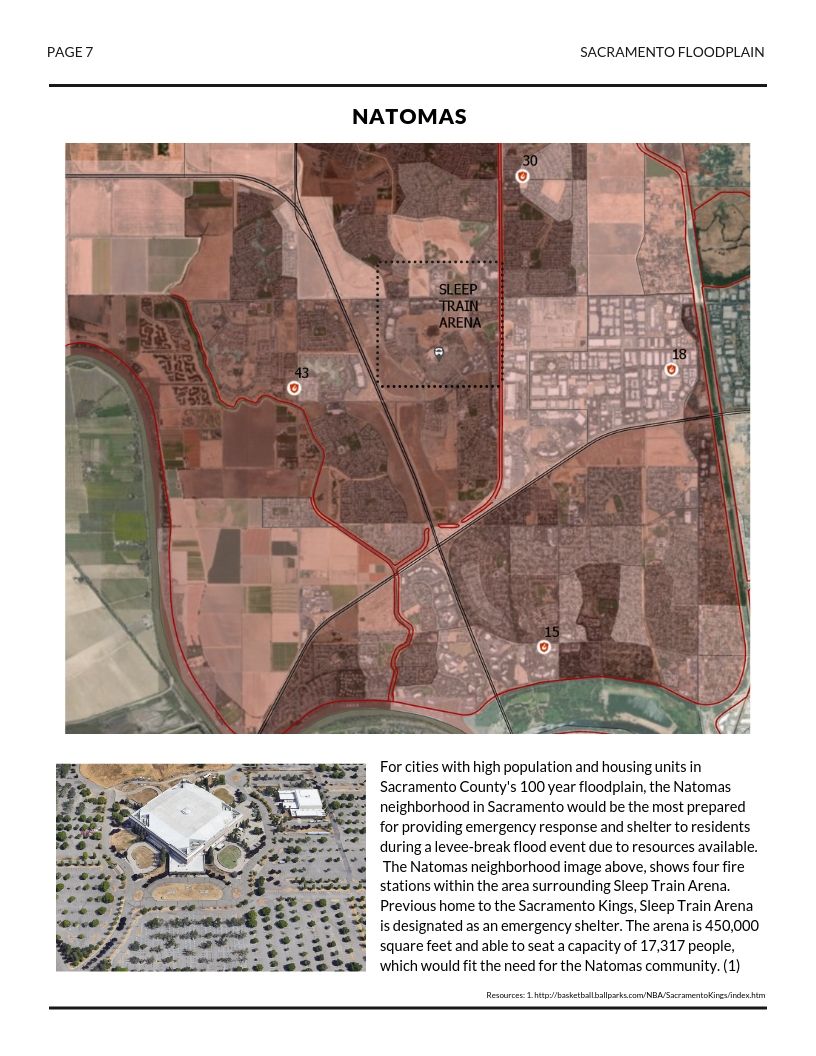 PAGE 7
SACRAMENTO FLOODPLAIN
NATOMAS
30
SLEEP
TRAIN
ARENA
18
43
15
For cities with high population and housing units in
Sacramento County's 100 year floodplain, the Natomas
neighborhood in Sacramento would be the most prepared
for providing emergency response and shelter to residents
during a levee-break flood event due to resources available.
The Natomas neighborhood image above, shows four fire
stations within the area surrounding Sleep Train Arena.
Previous home to the Sacramento Kings, Sleep Train Arena
is designated as an emergency shelter. The arena is 450,000
square feet and able to seat a capacity of 17,317 people,
which would fit the need for the Natomas community. (1)
Resources: 1. http://basketball.ballparks.com/NBA/SacramentoKings/index.htm